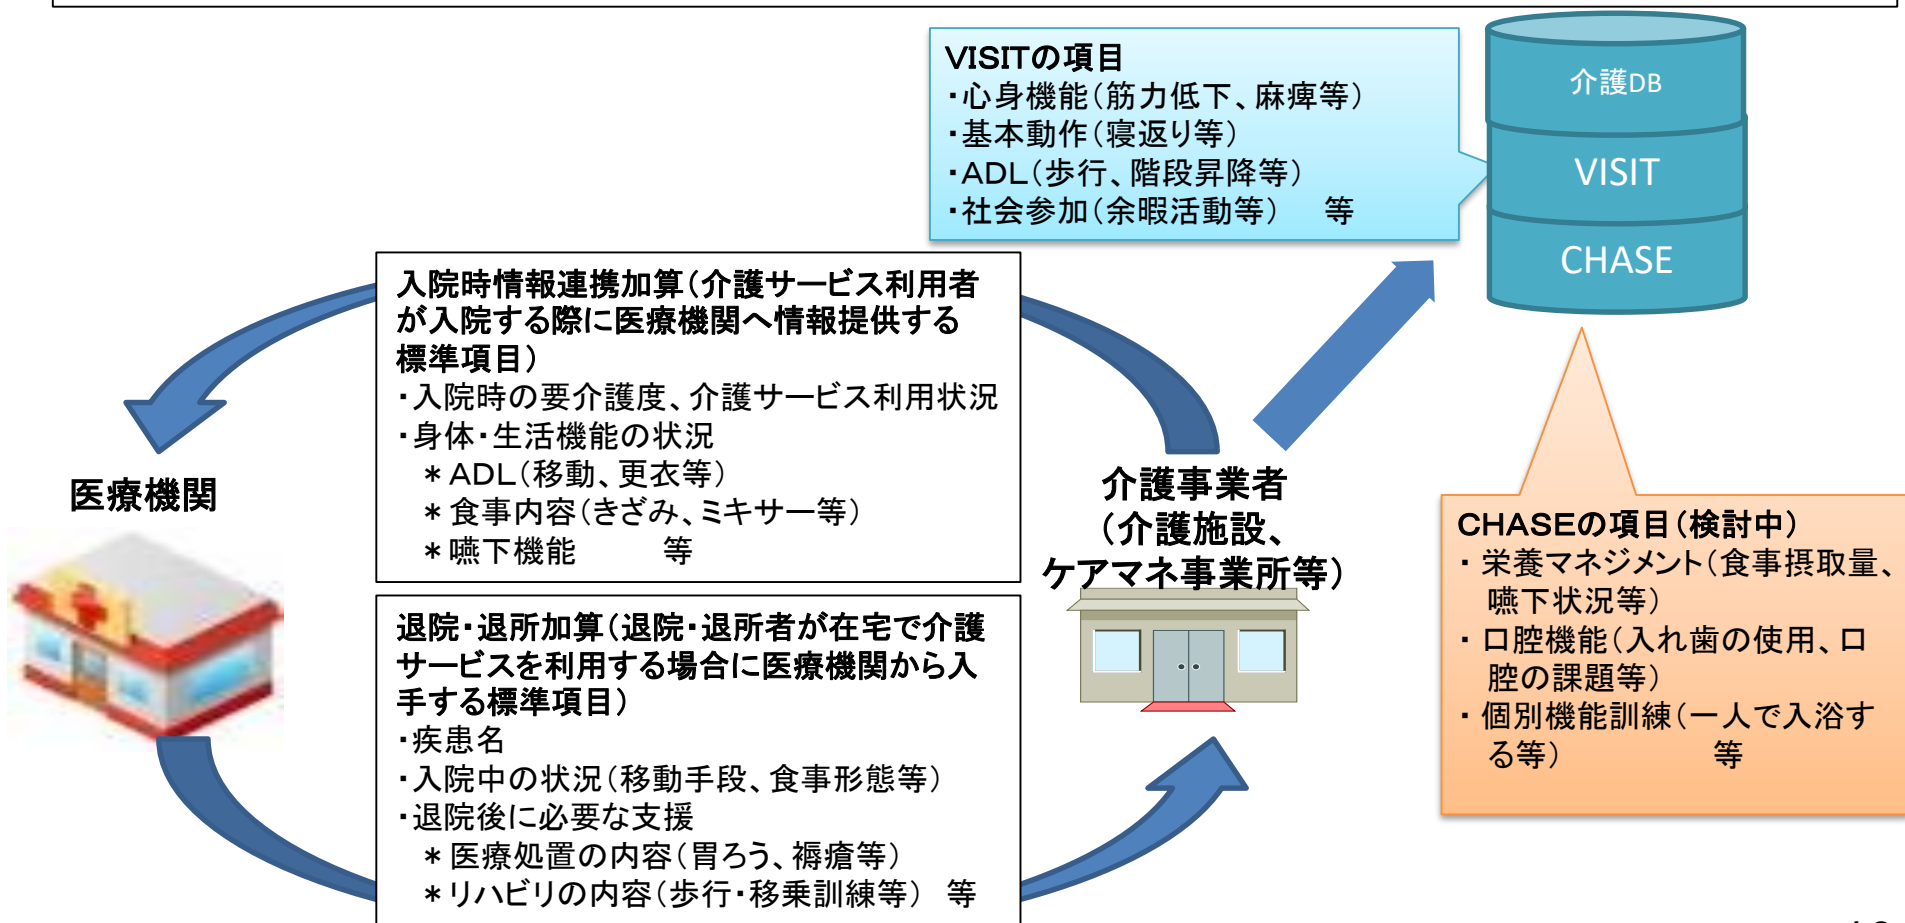 VISITの項目
・心身機能(筋力低下、麻痺等)
・基本動作(寝返り等)
・ADL(歩行、階段昇降等)
・社会参加(余暇活動等)　等
介護DB
VISIT
CHASE
入院時情報連携加算(介護サービス利用者
が入院する際に医療機関へ情報提供する
標準項目)
・入院時の要介護度、介護サービス利用状況
・身体・生活機能の状況
＊ADL(移動、更衣等)
＊食事内容(きざみ、ミキサー等)
＊嚥下機能　　　等
医療機関
介護事業者
(介護施設、
ケアマネ事業所等)
退院・退所加算(退院・退所者が在宅で介護
サービスを利用する場合に医療機関から入
手する標準項目)
・疾患名
・入院中の状況(移動手段、食事形態等)
・退院後に必要な支援
＊医療処置の内容(胃ろう、褥瘡等)
＊リハビリの内容(歩行・移乗訓練等)　等
CHASEの項目(検討中)
・栄養マネジメント(食事摂取量、
嚥下状況等)
・口腔機能(入れ歯の使用、口
腔の課題等)
・個別機能訓練(一人で入浴す
る等)　　　　　等